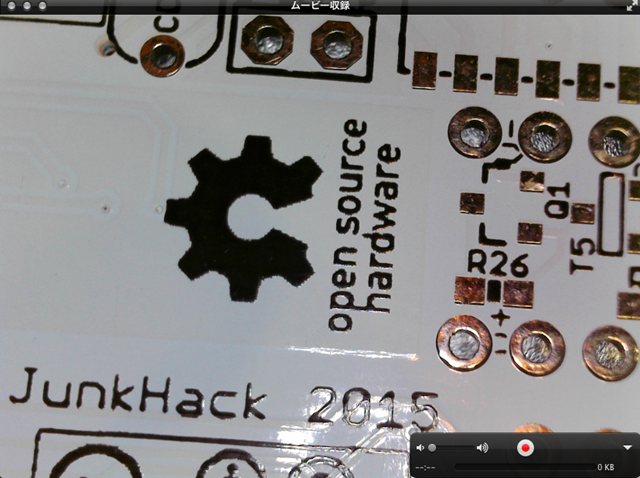 ムービー収録
open source
hardware
Q1
T5
R26
+
JunkHack 2015
--:--
0 KB